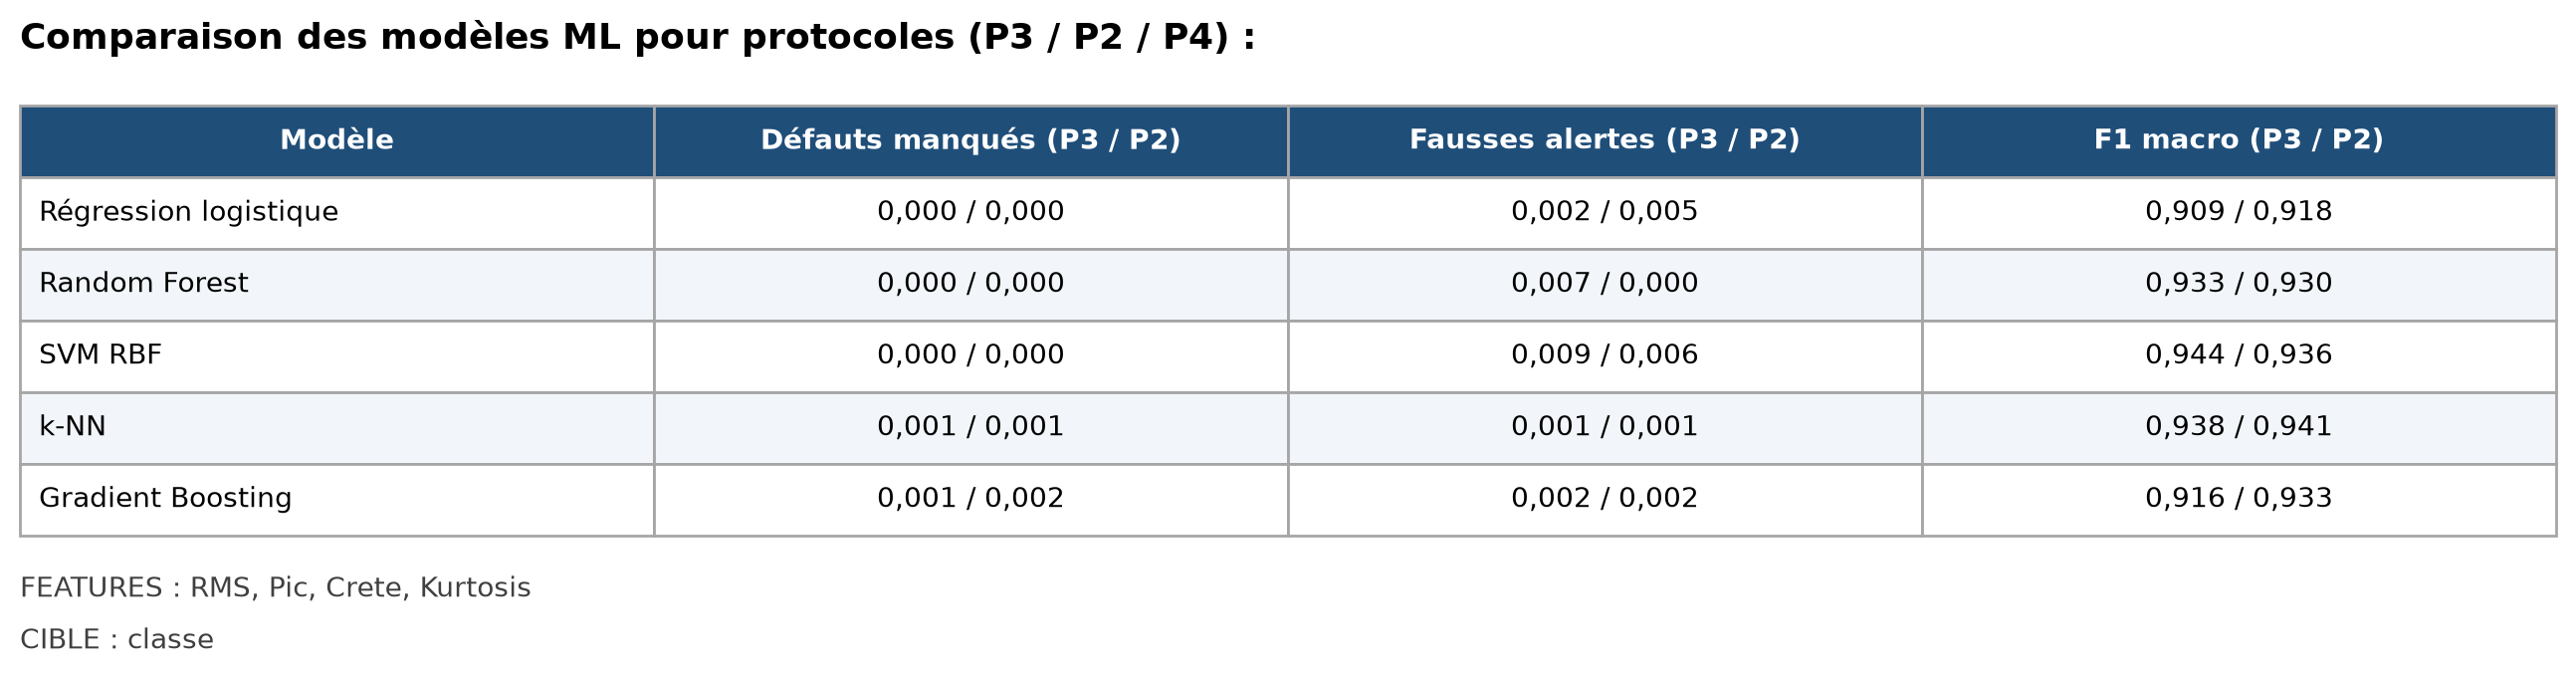 Comparaison des modèles ML pour protocoles (P3 / P2 / P4) :
Modèle Défauts manqués (P3 / P2) Fausses alertes (P3 / P2) F1 macro (P3 / P2)
Régression logistique 0,000 / 0,000 0,002 / 0,005 0,909 / 0,918
Random Forest 0,000 / 0,000 0,007 / 0,000 0,933 / 0,930
SVM RBF 0,000 / 0,000 0,009 / 0,006 0,944 / 0,936
k-NN 0,001 / 0,001 0,001 / 0,001 0,938 / 0,941
Gradient Boosting 0,001 / 0,002 0,002 / 0,002 0,916 / 0,933
FEATURES : RMS, Pic, Crete, Kurtosis
CIBLE : classe